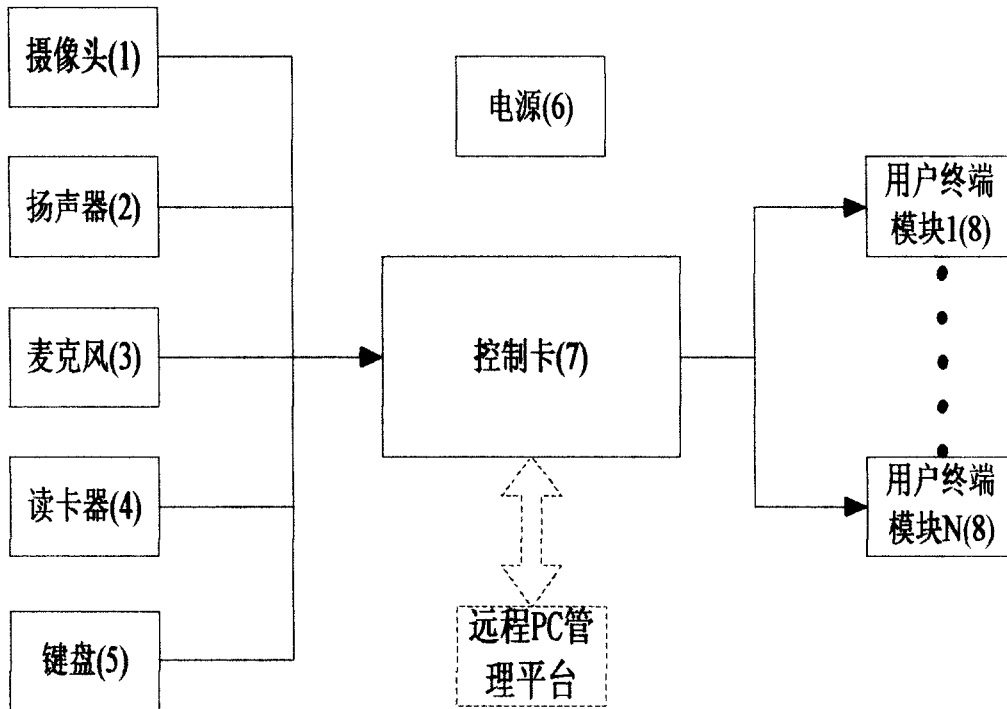 摄像头(1)
电源(6)
扬声器(2)
用户终端
模块1(8)
麦克风(3)
控制卡(7)
读卡器(4)
用户终端
模块N(8)
键盘(5)
远程PC管
理平台